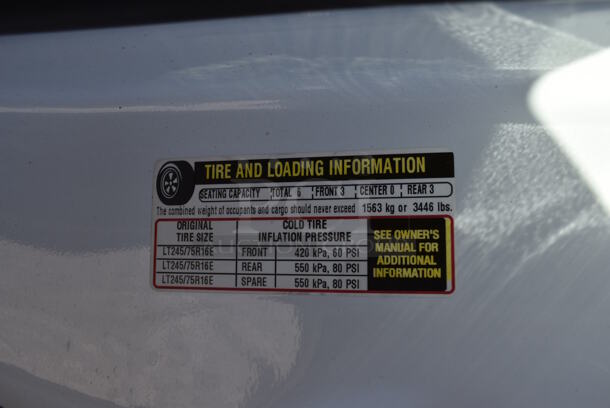 TIRE AND LOADING INFORMATION
SEATING CAPACITY TOTAL 6 FRONT 3 CENTER 0 REAR 3
The combined weight of occupants and cargo should never exceed 1563 kg or 3446 lbs.
ORIGINAL TIRE SIZE COLD TIRE INFLATION PRESSURE
LT245/75R16E FRONT 420 kPa, 60 PSI
LT245/75R16E REAR 550 kPa, 80 PSI
LT245/75R16E SPARE 550 kPa, 80 PSI
SEE OWNER'S
MANUAL FOR
ADDITIONAL
INFORMATION